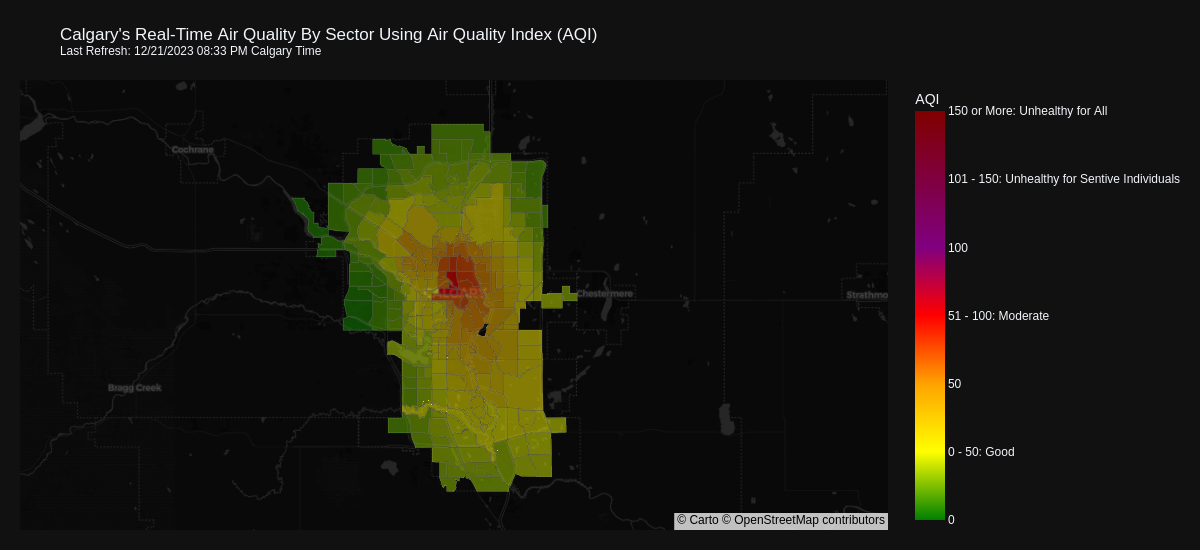 Calgary's Real-Time Air Quality By Sector Using Air Quality Index (AQI)
Last Refresh: 12/21/2023 08:33 PM Calgary Time
AQI
150 or More: Unhealthy for All
Cochrane
101 - 150: Unhealthy for Sentive Individuals
100
Chestermere
Strathmo
51 - 100: Moderate
50
Bragg Creek
0 - 50: Good
0
© Carto © OpenStreetMap contributors